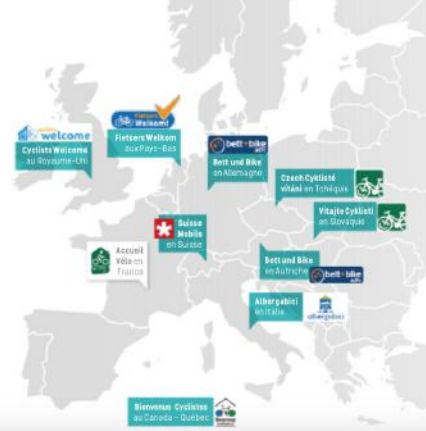 welcome
Cyclists Welcome
au Royaume-Uni
Fietsers
Welkom!
Fietsers Welkom
aux Pays-Bas
bett+bike
Bett und Bike
en Allemagne
Czech Cyklisté
vítáni en Tchéquie
Vitajte Cyklisti
en Slovaquie
Suisse
Mobile
en Suisse
Accueil
Vélo en
France
Bett und Bike
en Autriche
bett+bike
Albergabici
en Italie
albergabici
Bienvenue Cyclistes
au Canada - Québec